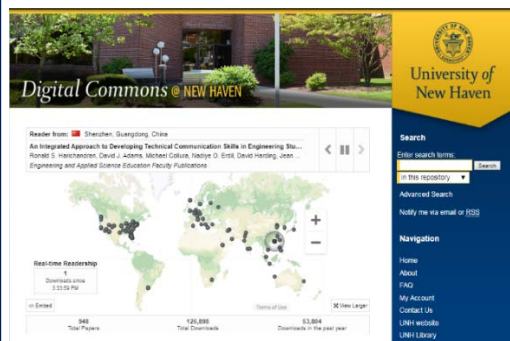 Digital Commons @ NEW HAVEN
University of
New Haven
Reader from: Shenzhen, Guangdong, China
An Integrated Approach to Developing Technical Communication Skills in Engineering Stu...
Ronald S. Harichandran, David J. Adams, Michael Collura, Nadiye O. Erdil, David Harding, Jean ...
Engineering and Applied Science Education Faculty Publications
+
−
Real-time Readership
1
Downloads since
3:33:59 PM
Embed
Terms of Use
View Larger
948
Total Papers
126,898
Total Downloads
53,804
Downloads in the past year
Search
Enter search terms:
Search
in this repository
Advanced Search
Notify me via email or RSS
Navigation
Home
About
FAQ
My Account
Contact Us
UNH website
UNH Library